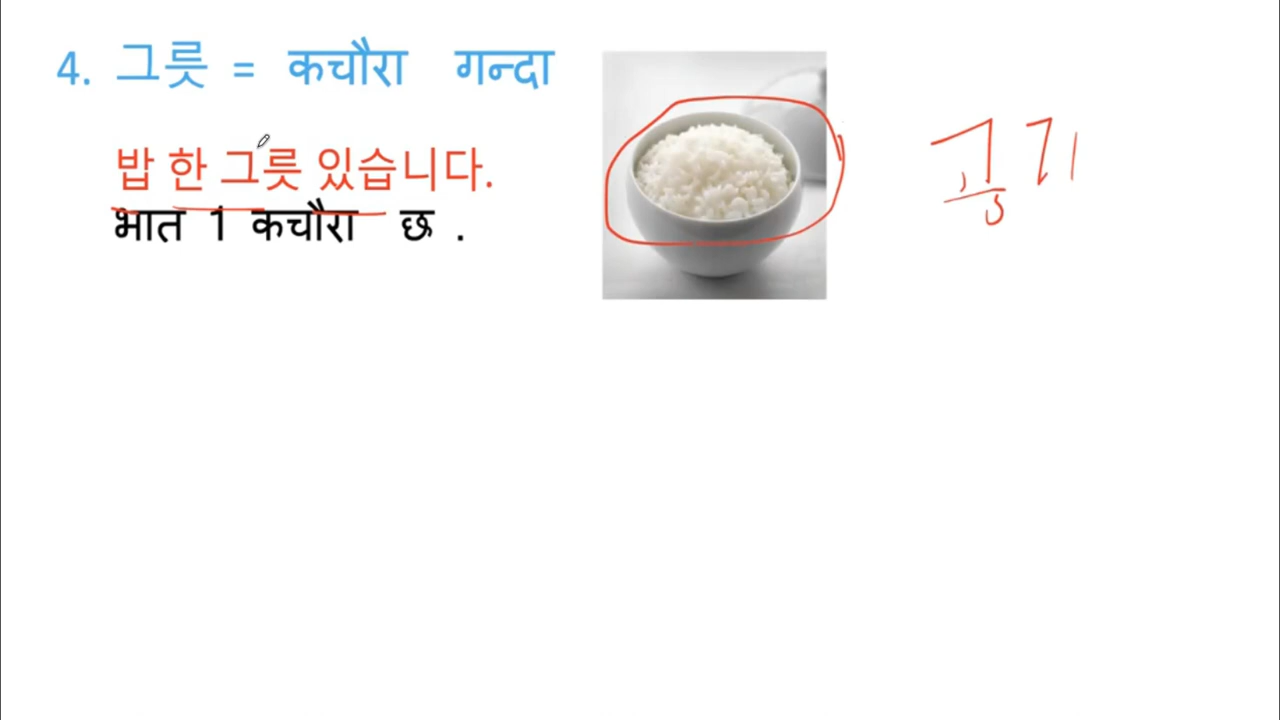 4. 그릇 = कचौरा गन्दा
밥 한 그릇 있습니다.
भात 1 कचौरा छ .
공기